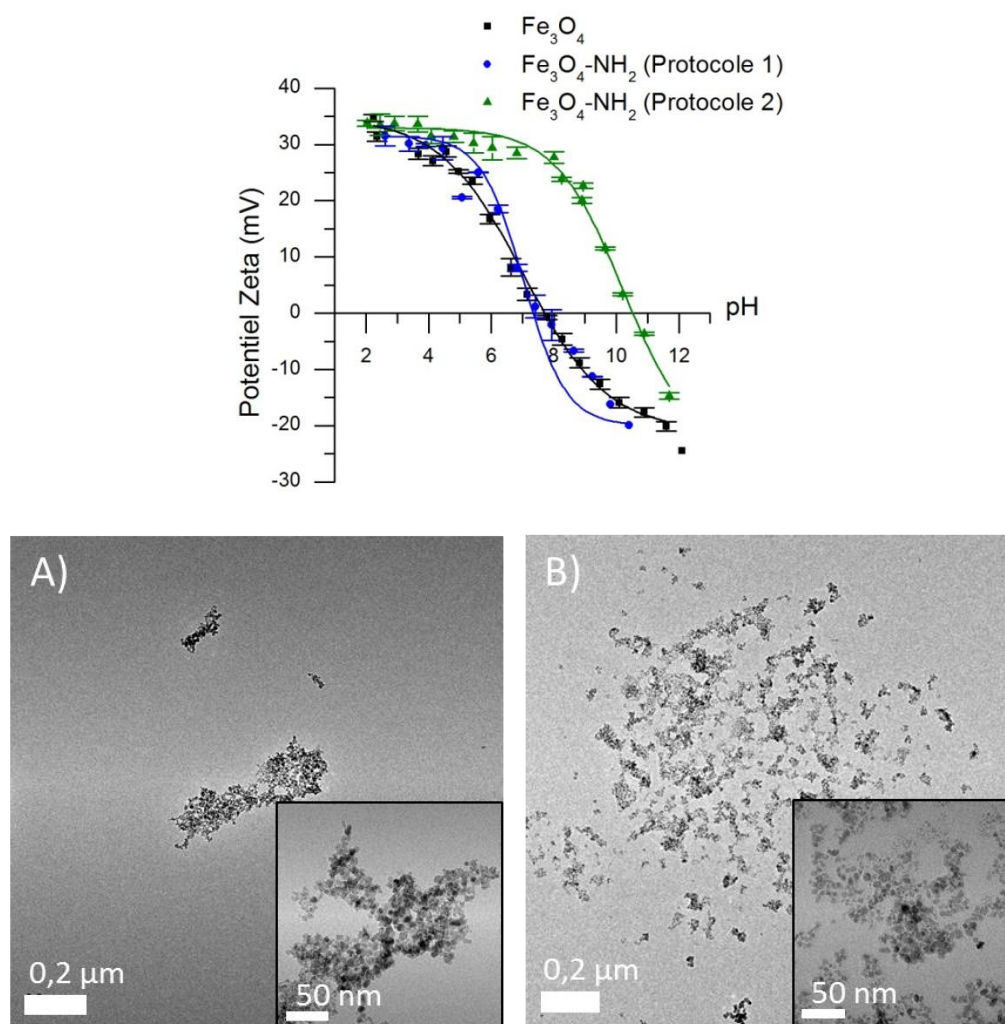 Fe₃O₄
Fe₃O₄-NH₂ (Protocole 1)
Fe₃O₄-NH₂ (Protocole 2)
40
30
20
10
0
-10
-20
-30
Potentiel Zeta (mV)
pH
2 4 6 8 10 12
A)
0,2 µm
50 nm
B)
0,2 µm
50 nm